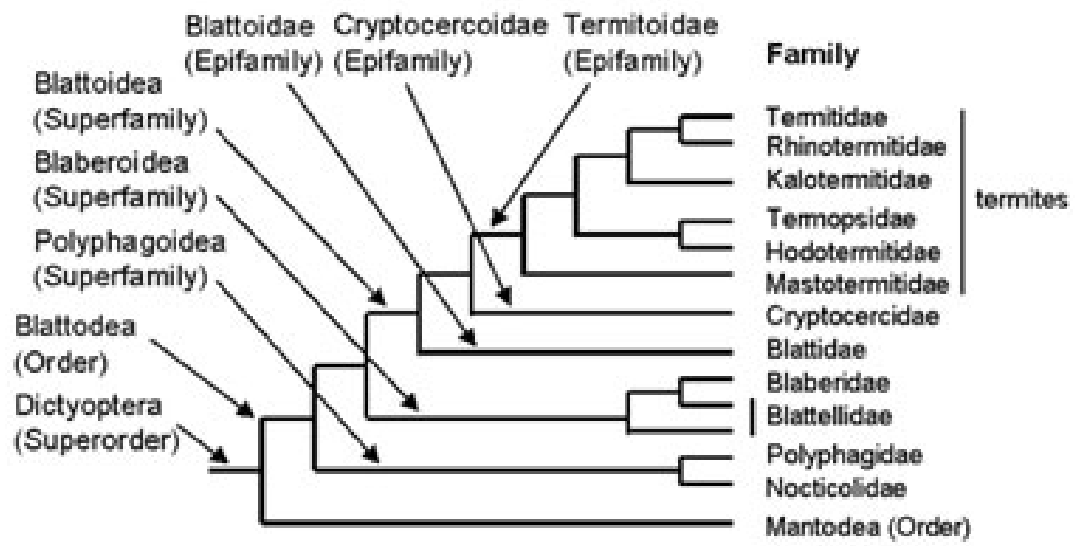 Blattoidae Cryptocercoidae Termitoidae
(Epifamily) (Epifamily) (Epifamily)
Family
Blattoidea
(Superfamily)
Blaberoidea
(Superfamily)
Polyphagoidea
(Superfamily)
Blattodea
(Order)
Dictyoptera
(Superorder)
Termitidae
Rhinotermitidae
Kalotermitidae
termites
Termopsidae
Hodotermitidae
Mastotermitidae
Cryptocercidae
Blattidae
Blaberidae
Blattellidae
Polyphagidae
Nocticolidae
Mantodea (Order)